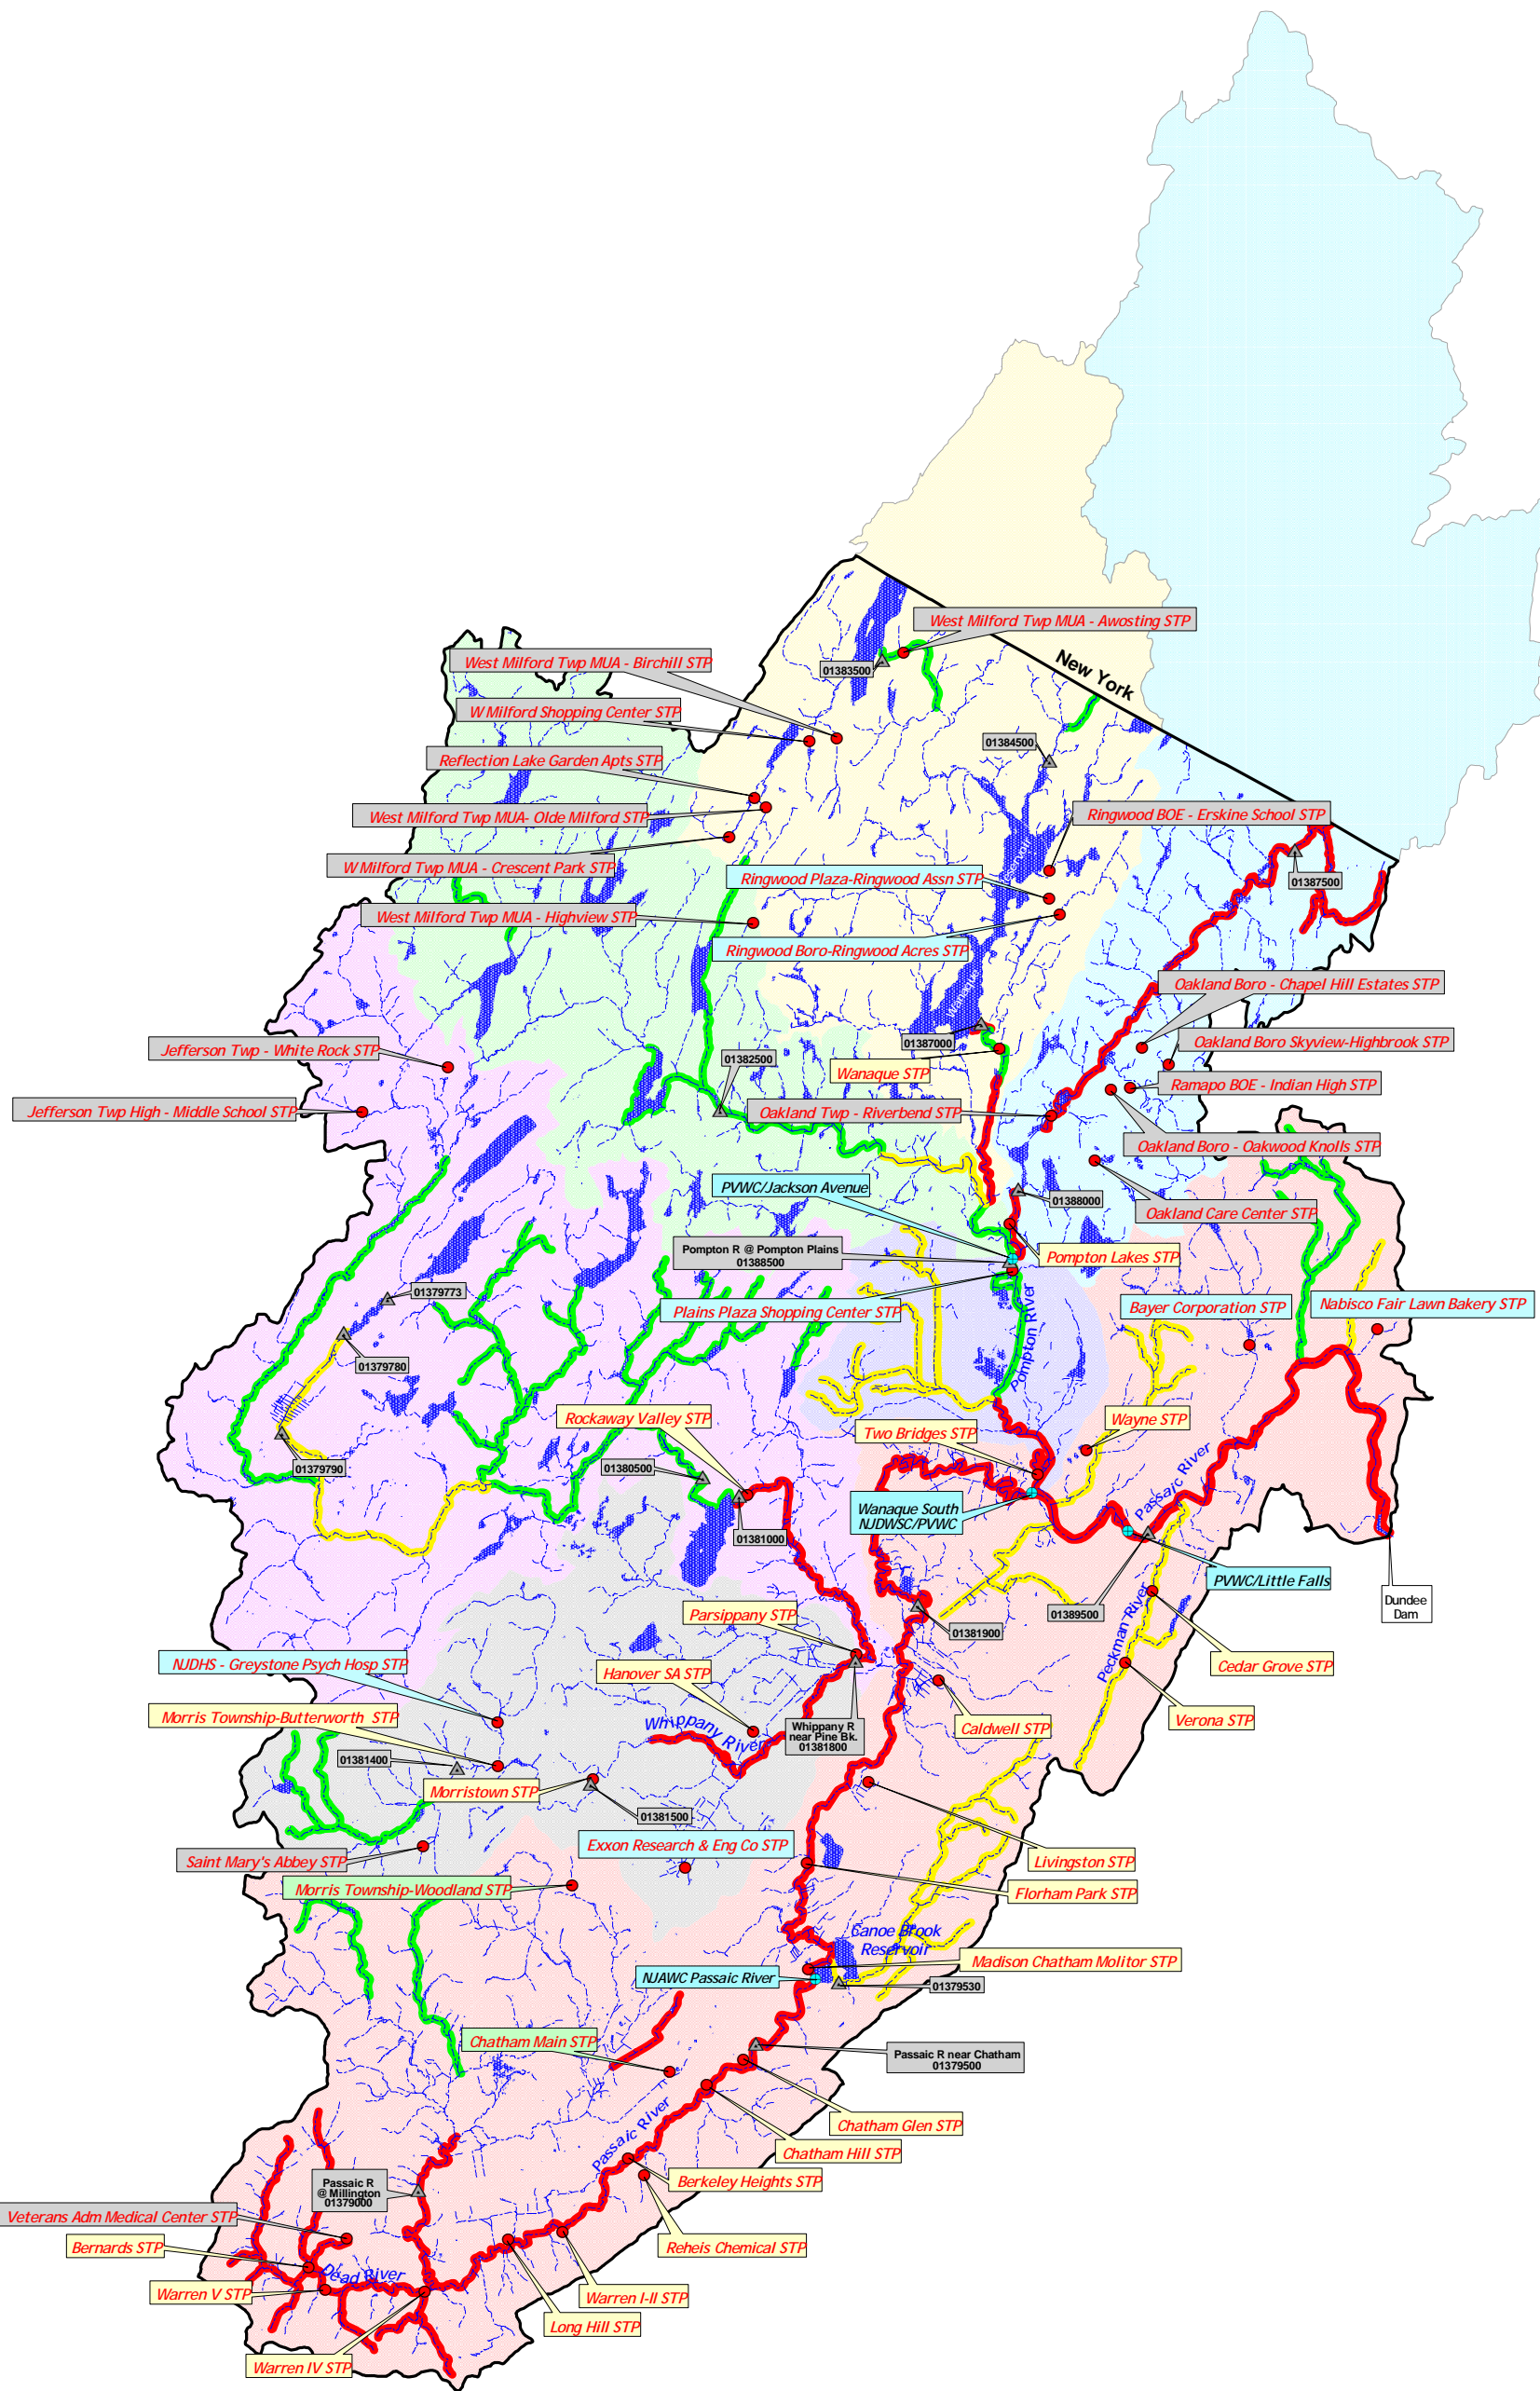 West Milford Twp MUA - Awosting STP
New York
West Milford Twp MUA - Birchill STP
01383500
W Milford Shopping Center STP
01384500
Reflection Lake Garden Apts STP
West Milford Twp MUA- Olde Milford STP
Ringwood BOE - Erskine School STP
W Milford Twp MUA - Crescent Park STP
Ringwood Plaza-Ringwood Assn STP
01387500
West Milford Twp MUA - Highview STP
Ringwood Boro-Ringwood Acres STP
Oakland Boro - Chapel Hill Estates STP
Wanaque
Reservoir
01387000
Oakland Boro Skyview-Highbrook STP
Jefferson Twp - White Rock STP
01382500
Wanaque STP
Ramapo BOE - Indian High STP
Jefferson Twp High - Middle School STP
Oakland Twp - Riverbend STP
Oakland Boro - Oakwood Knolls STP
PVWC/Jackson Avenue
01388000
Oakland Care Center STP
Pompton R @ Pompton Plains
01388500
Pompton Lakes STP
01379773
Plains Plaza Shopping Center STP
Pompton River
Bayer Corporation STP
Nabisco Fair Lawn Bakery STP
01379780
Rockaway Valley STP
Two Bridges STP
Wayne STP
01379790
01380500
Passaic River
Wanaque South
NJDWSC/PVWC
01381000
PVWC/Little Falls
Dundee
Dam
Parsippany STP
01389500
01381900
Peckman River
NJDHS - Greystone Psych Hosp STP
Hanover SA STP
Cedar Grove STP
Morris Township-Butterworth STP
Whippany River
Whippany R
near Pine Bk.
01381800
Caldwell STP
Verona STP
01381400
Morristown STP
01381500
Exxon Research & Eng Co STP
Saint Mary's Abbey STP
Livingston STP
Morris Township-Woodland STP
Florham Park STP
Canoe Brook
Reservoir
Madison Chatham Molitor STP
NJAWC Passaic River
01379530
Chatham Main STP
Passaic R near Chatham
01379500
Chatham Glen STP
Passaic River
Chatham Hill STP
Passaic R
@ Millington
01379000
Berkeley Heights STP
Veterans Adm Medical Center STP
Reheis Chemical STP
Bernards STP
Dead River
Warren V STP
Warren I-II STP
Long Hill STP
Warren IV STP